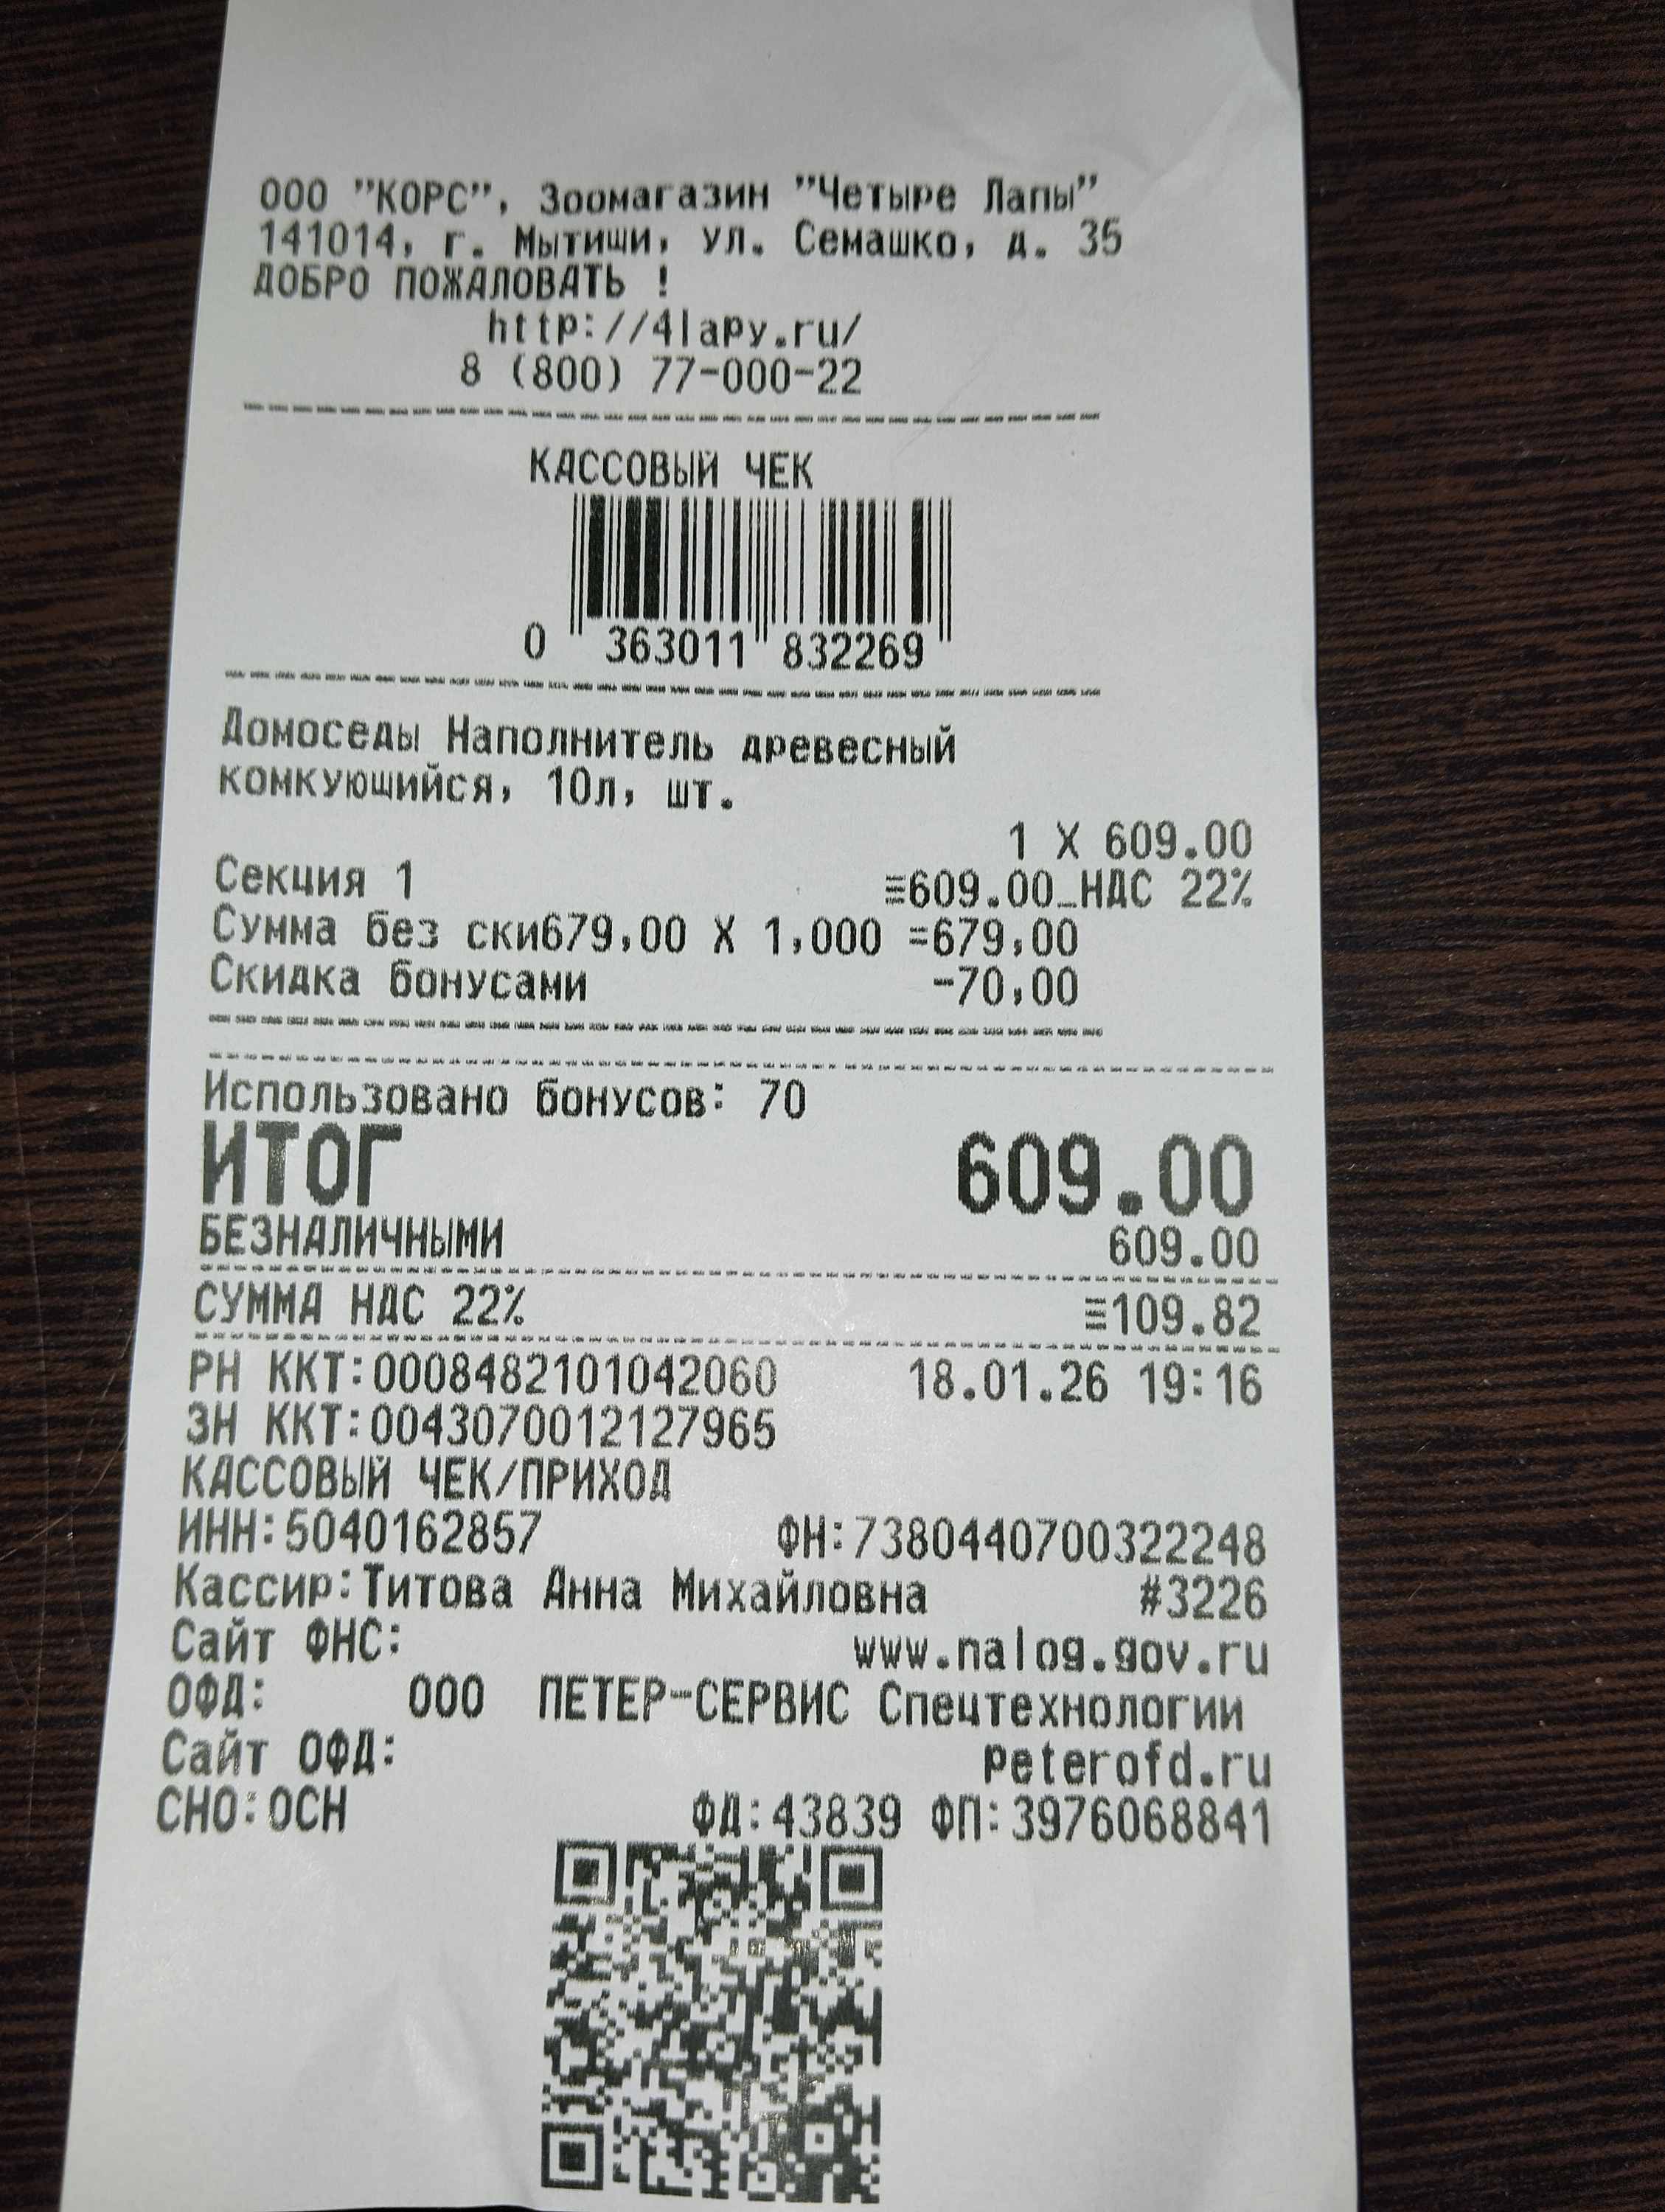 ООО "КОРС", Зоомагазин "Четыре Лапы"
141014, г. Мытищи, ул. Семашко, д. 35
ДОБРО ПОЖАЛОВАТЬ !
http://4lapy.ru/
8 (800) 77-000-22
КАССОВЫЙ ЧЕК
0 363011 832269
Домоседы Наполнитель древесный
комкующийся, 10л, шт.
1 X 609.00
Секция 1 ≡609.00_НДС 22%
Сумма без ски679,00 X 1,000 =679,00
Скидка бонусами -70,00
Использовано бонусов: 70
ИТОГ 609.00
БЕЗНАЛИЧНЫМИ 609.00
СУММА НДС 22% ≡109.82
РН ККТ:0008482101042060 18.01.26 19:16
ЗН ККТ:0043070012127965
КАССОВЫЙ ЧЕК/ПРИХОД
ИНН:5040162857 ФН:7380440700322248
Кассир:Титова Анна Михайловна #3226
Сайт ФНС: www.nalog.gov.ru
ОФД: ООО ПЕТЕР-СЕРВИС Спецтехнологии
Сайт ОФД: peterofd.ru
СНО:ОСН ФД:43839 ФП:3976068841